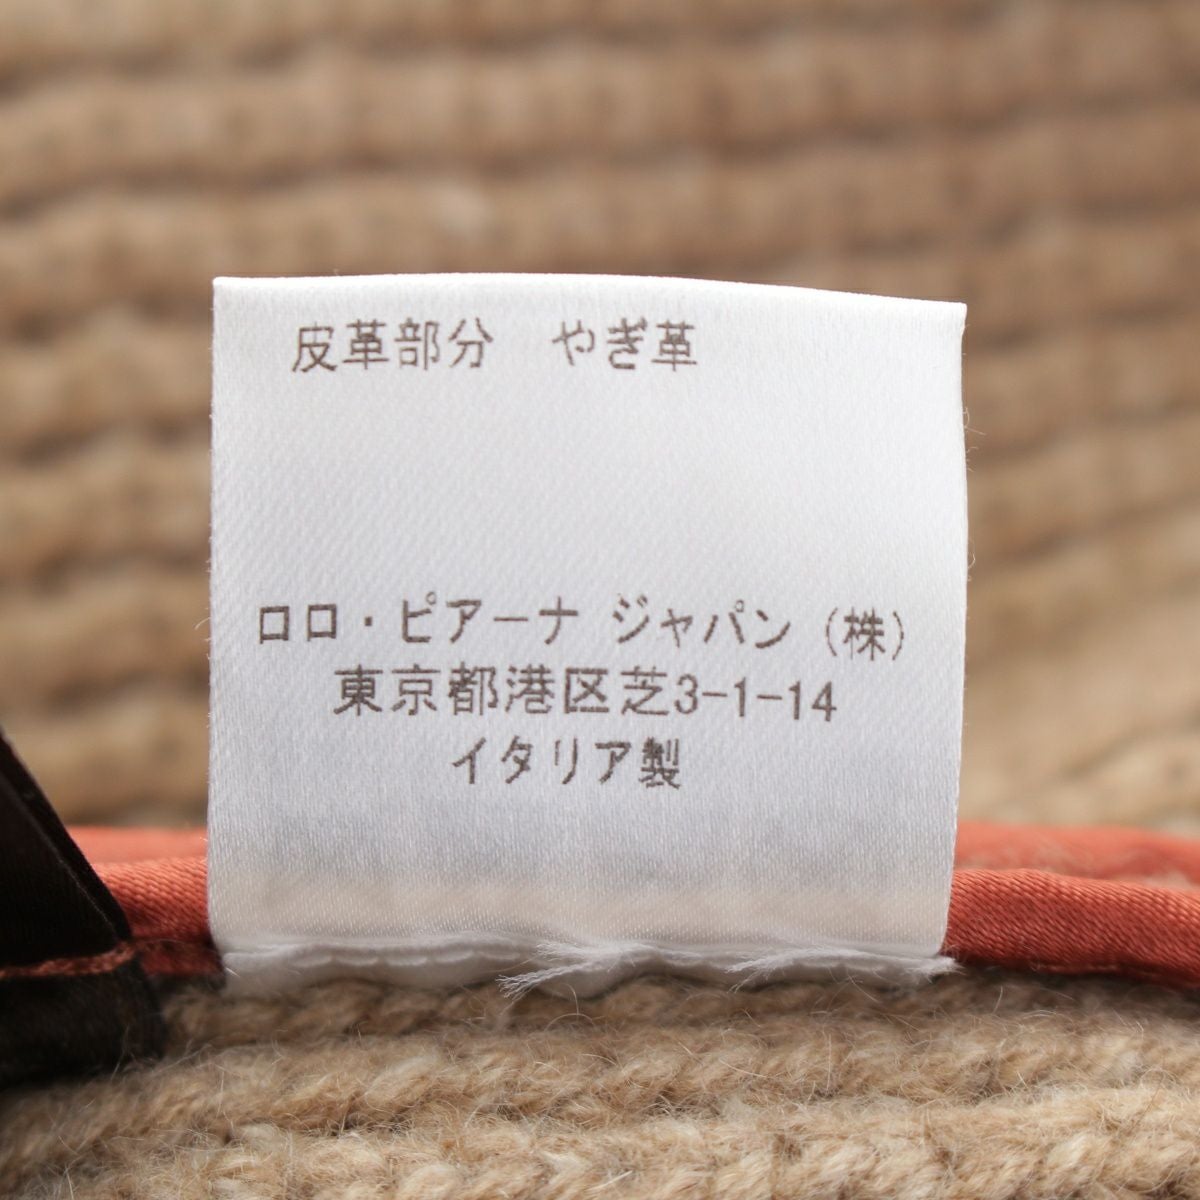 皮革部分　やぎ革
ロロ・ピアーナ ジャパン（株）
東京都港区芝3-1-14
イタリア製